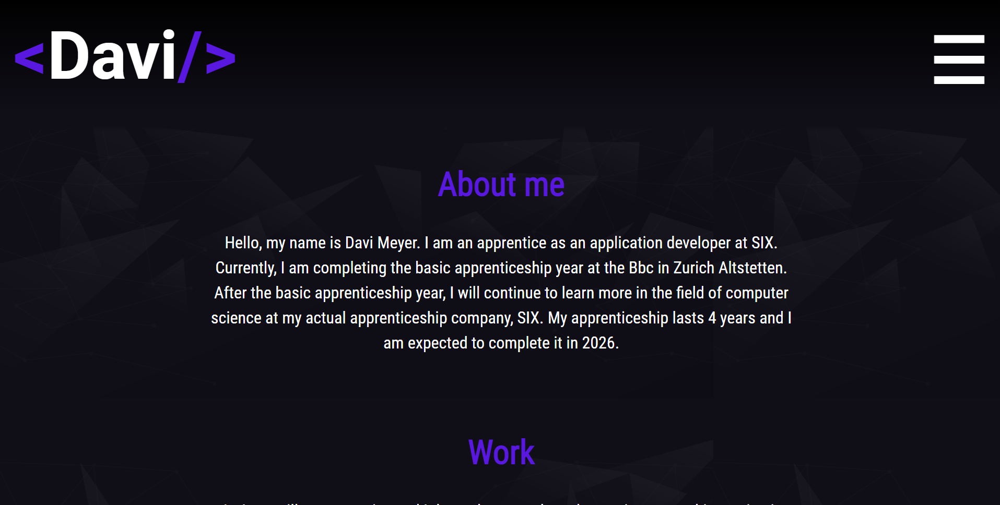 <Davi/>
About me
Hello, my name is Davi Meyer. I am an apprentice as an application developer at SIX.
Currently, I am completing the basic apprenticeship year at the Bbc in Zurich Altstetten.
After the basic apprenticeship year, I will continue to learn more in the field of computer
science at my actual apprenticeship company, SIX. My apprenticeship lasts 4 years and I
am expected to complete it in 2026.
Work